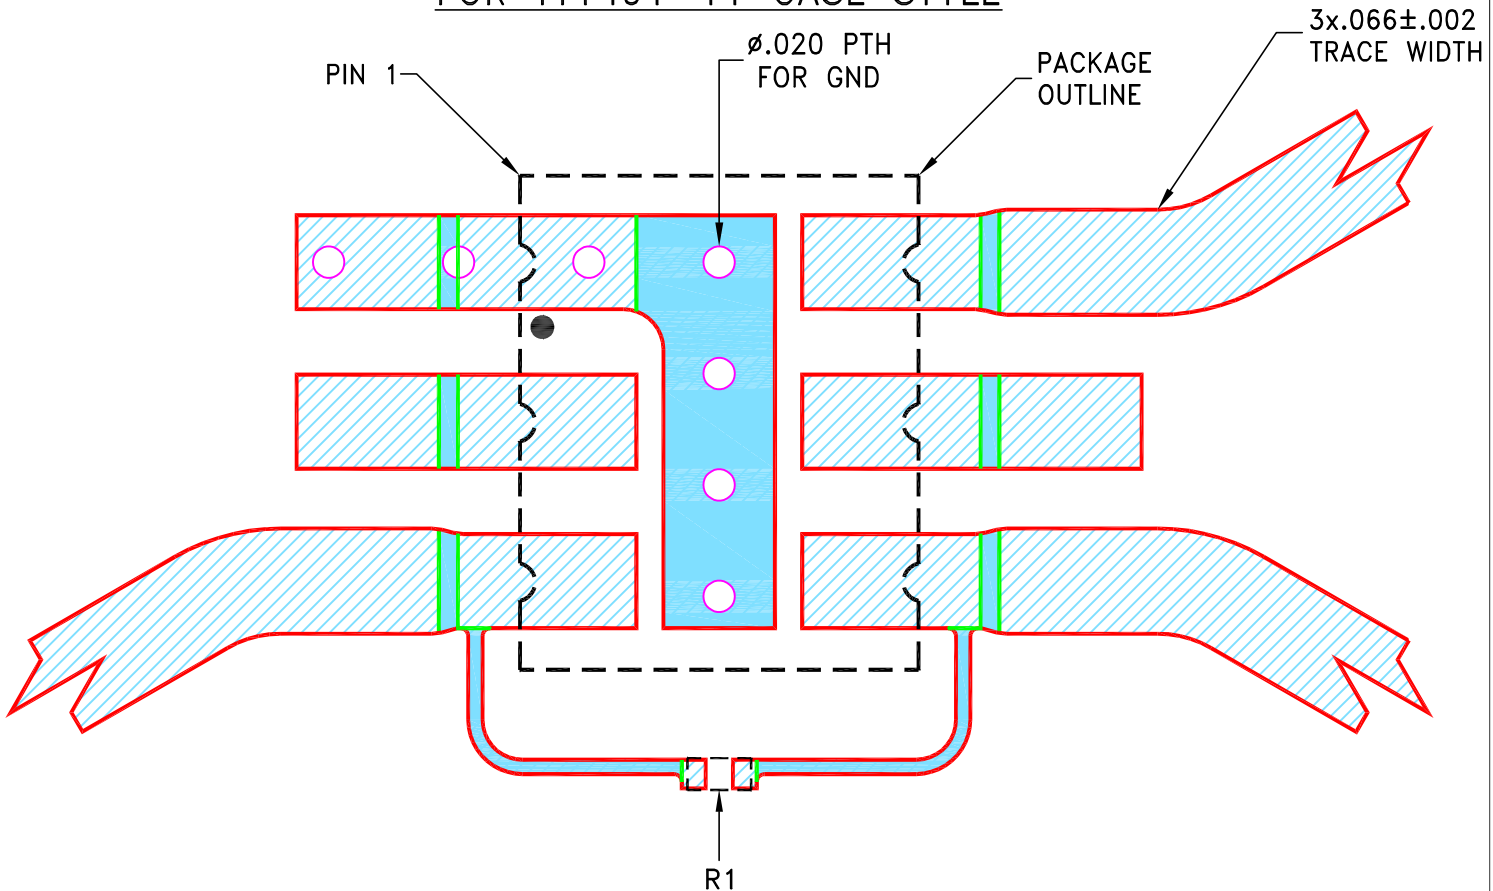 PIN 1
ø.020 PTH
FOR GND
PACKAGE
OUTLINE
3x.066±.002
TRACE WIDTH
R1